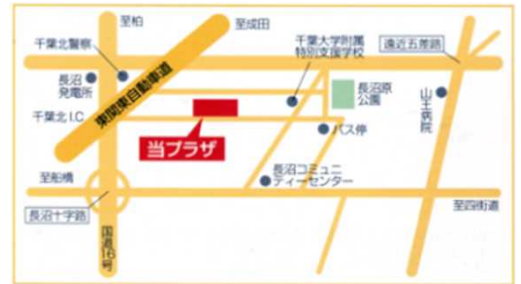 至柏
至成田
千葉北警察
千葉大学附属
特別支援学校
遠近五差路
長沼
発電所
東関東自動車道
長沼原
公園
山王病院
千葉北I.C.
当プラザ
バス停
至船橋
長沼コミュニ
ティーセンター
至四街道
長沼十字路
国道16号